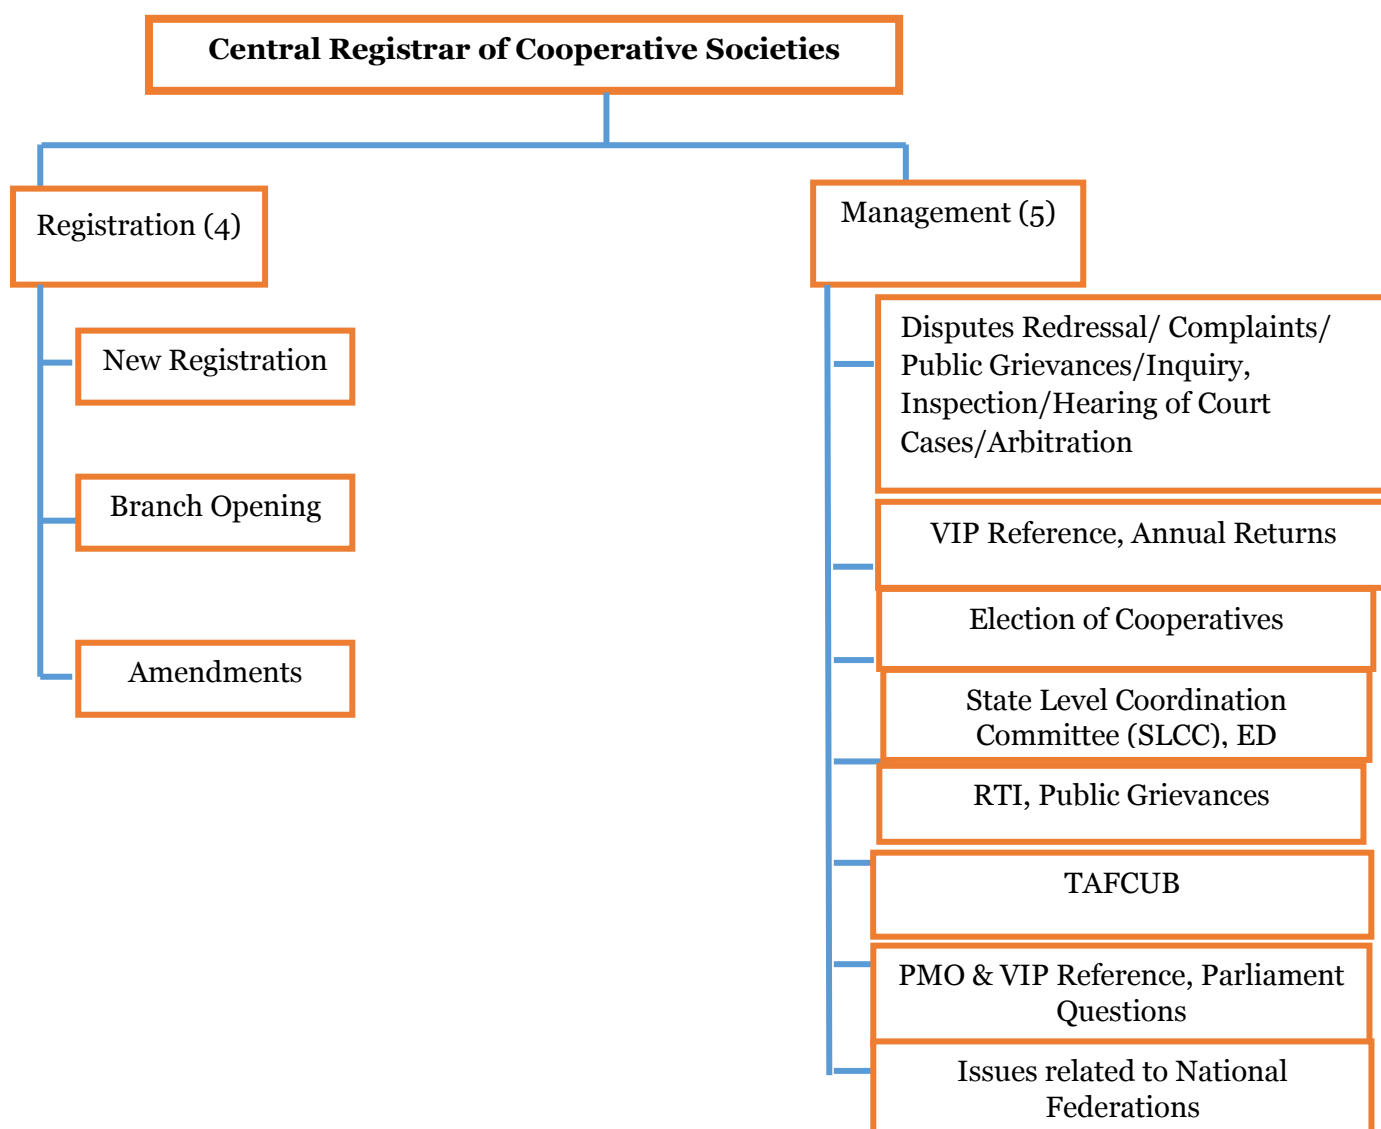 Central Registrar of Cooperative Societies
Registration (4)
New Registration
Branch Opening
Amendments
Management (5)
Disputes Redressal/ Complaints/
Public Grievances/Inquiry,
Inspection/Hearing of Court
Cases/Arbitration
VIP Reference, Annual Returns
Election of Cooperatives
State Level Coordination
Committee (SLCC), ED
RTI, Public Grievances
TAFCUB
PMO & VIP Reference, Parliament
Questions
Issues related to National
Federations